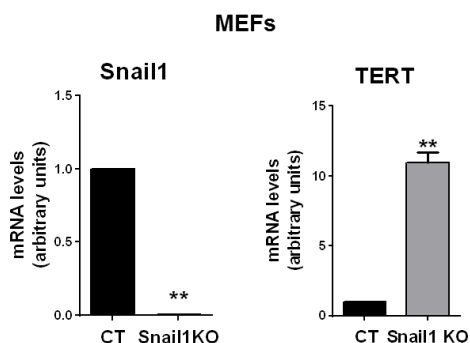 MEFs
Snail1
mRNA levels
(arbitrary units)
1.5
1.0
0.5
0.0
**
CT Snail1KO
TERT
mRNA levels
(arbitrary units)
15
10
5
0
**
CT Snail1 KO